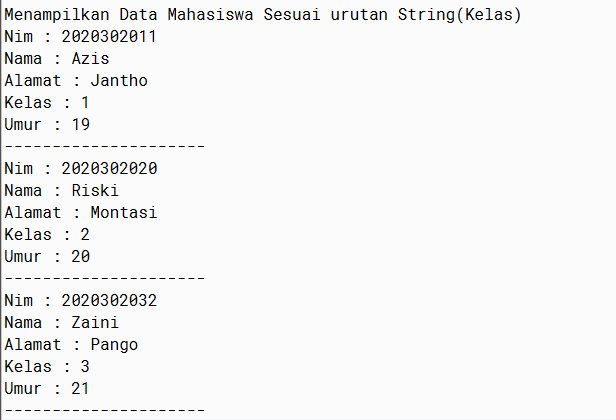 Menampilkan Data Mahasiswa Sesuai urutan String(Kelas)
Nim : 2020302011
Nama : Azis
Alamat : Jantho
Kelas : 1
Umur : 19
---------------------
Nim : 2020302020
Nama : Riski
Alamat : Montasi
Kelas : 2
Umur : 20
---------------------
Nim : 2020302032
Nama : Zaini
Alamat : Pango
Kelas : 3
Umur : 21
---------------------